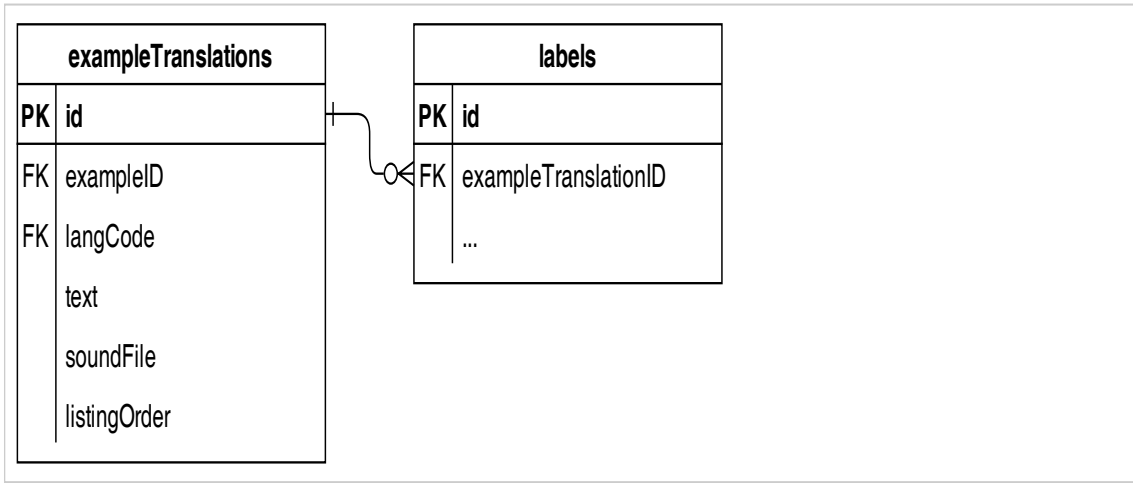 exampleTranslations
PK id
FK exampleID
FK langCode
text
soundFile
listingOrder
labels
PK id
FK exampleTranslationID
...